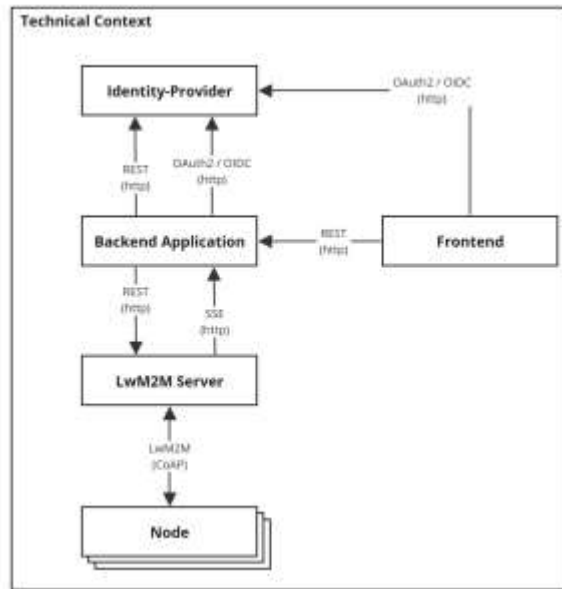 Technical Context
Identity-Provider
OAuth2 / OIDC
(http)
REST
(http)
OAuth2 / OIDC
(http)
Backend Application
REST
(http)
Frontend
REST
(http)
SSE
(http)
LwM2M Server
LwM2M
(CoAP)
Node